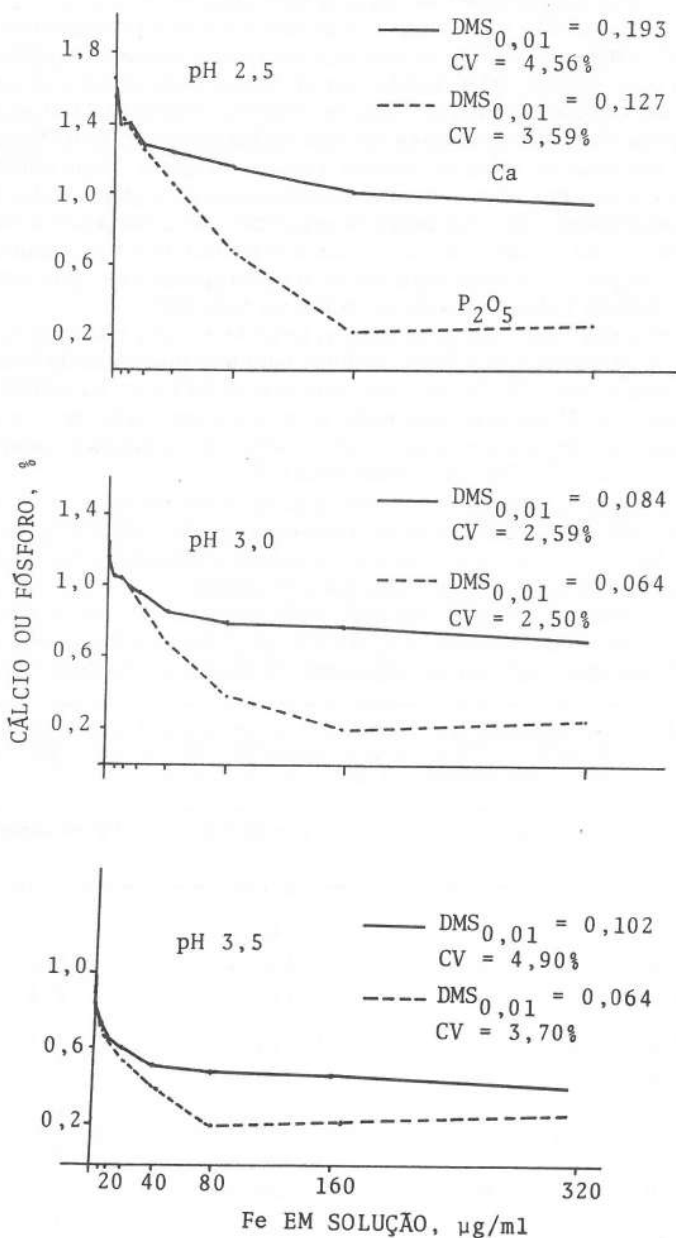 1,8
1,4
1,0
0,6
0,2
pH 2,5
DMS0,01 = 0,193
CV = 4,56%
DMS0,01 = 0,127
CV = 3,59%
Ca
P2O5
CÁLCIO OU FÓSFORO, %
1,4
1,0
0,6
0,2
pH 3,0
DMS0,01 = 0,084
CV = 2,59%
DMS0,01 = 0,064
CV = 2,50%
1,0
0,6
0,2
pH 3,5
DMS0,01 = 0,102
CV = 4,90%
DMS0,01 = 0,064
CV = 3,70%
20 40 80 160 320
Fe EM SOLUÇÃO, µg/ml